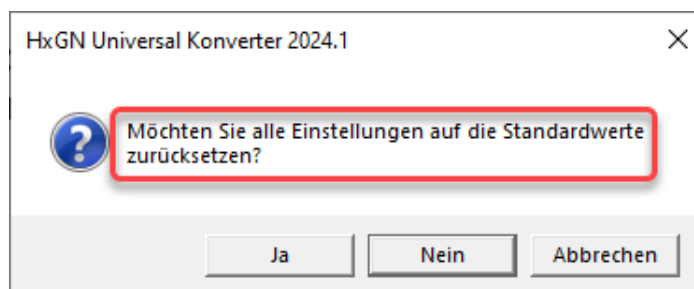 HxGN Universal Konverter 2024.1
Möchten Sie alle Einstellungen auf die Standardwerte
zurücksetzen?
Ja
Nein
Abbrechen